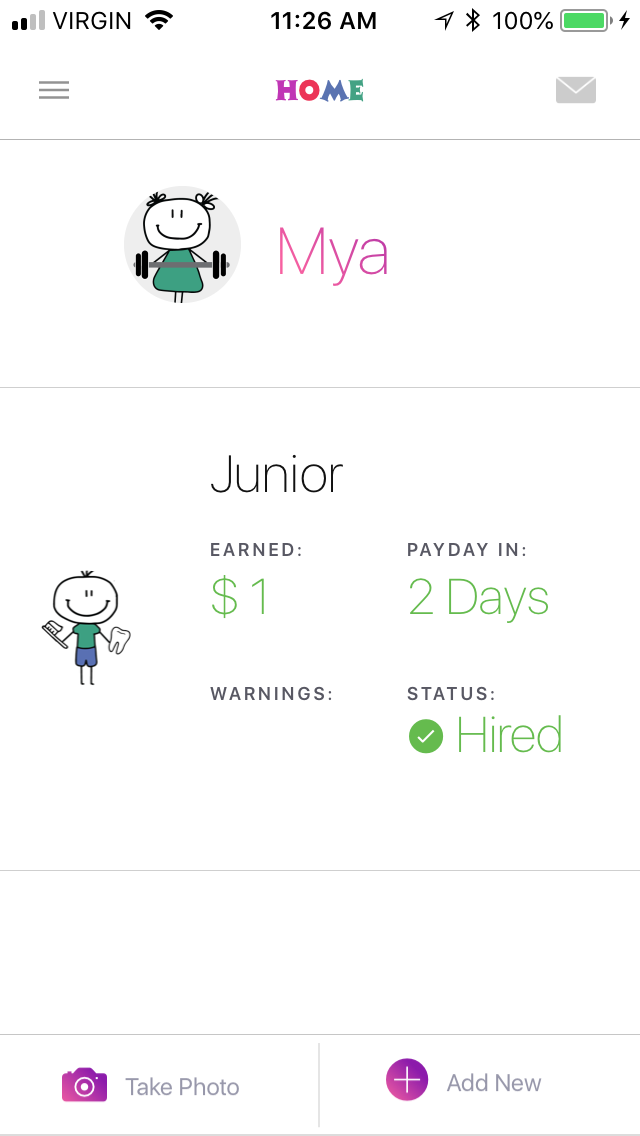 VIRGIN 11:26 AM 100%
HOME
Mya
Junior
EARNED: PAYDAY IN:
$ 1 2 Days
WARNINGS: STATUS:
Hired
Take Photo Add New